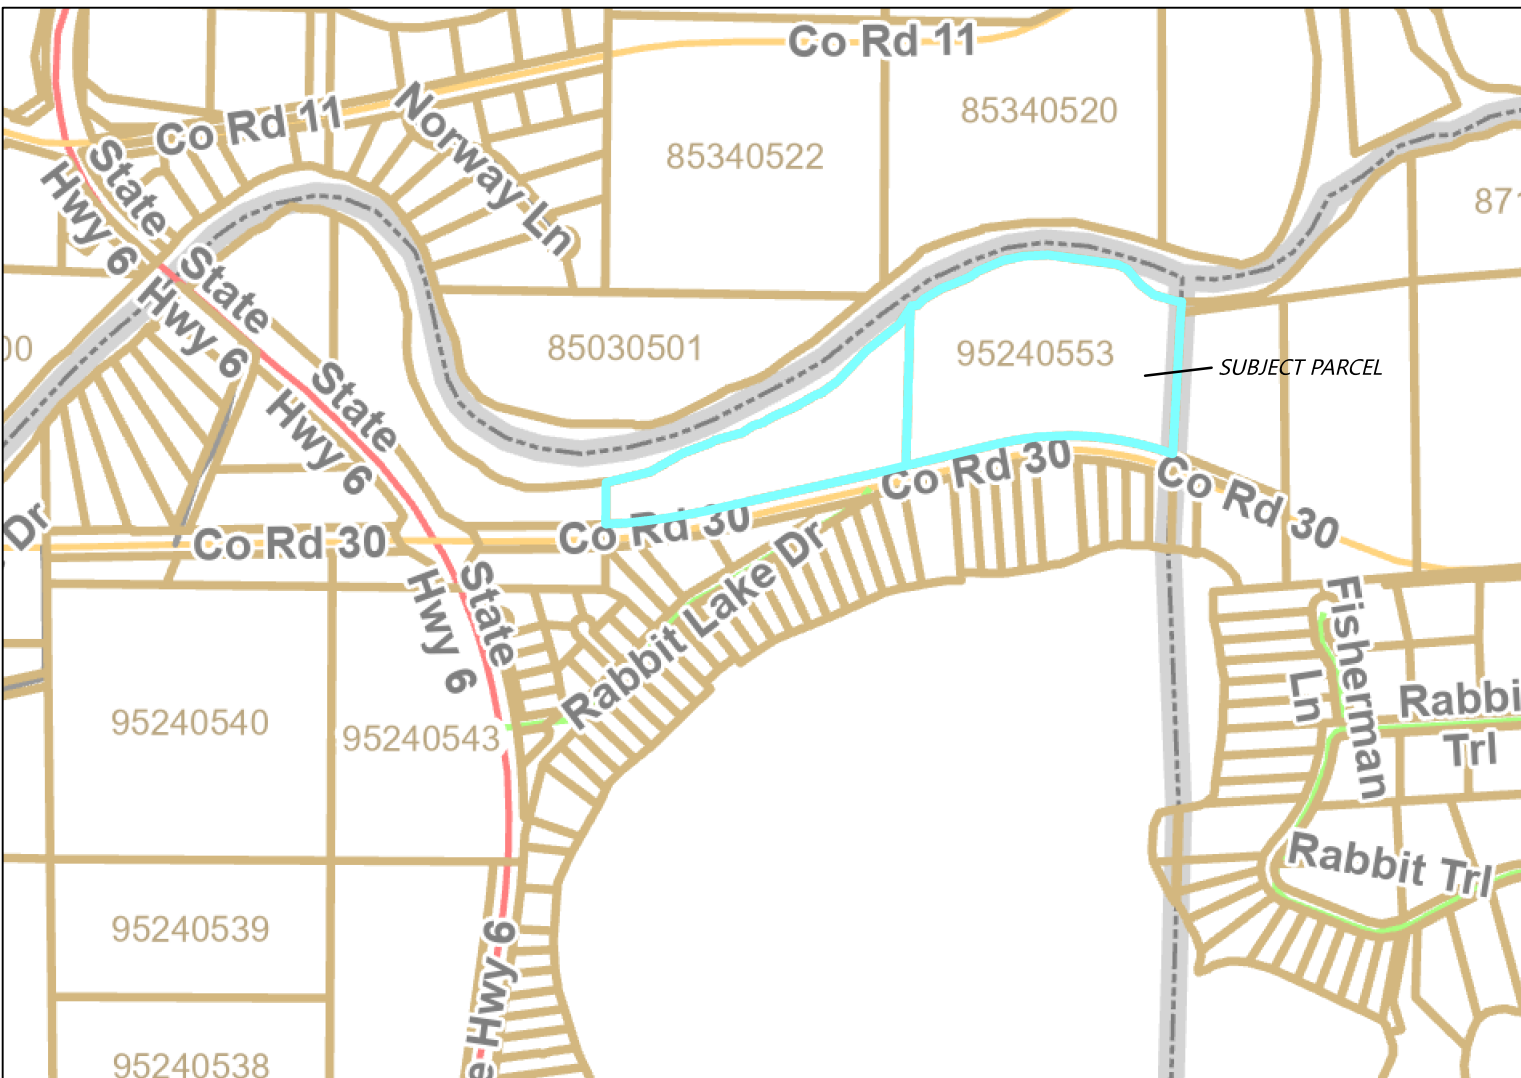 Co Rd 11
Co Rd 11
Norway Ln
State
Hwy 6
State
Hwy 6
State
Hwy 6
85340520
85340522
871
00
85030501
95240553
SUBJECT PARCEL
Dr
Co Rd 30
Co Rd 30
Co Rd 30
Co Rd 30
Rabbit Lake Dr
State
Hwy 6
Fisherman
Ln
Rabbi
Trl
95240540
95240543
Rabbit Trl
95240539
e Hwy 6
95240538